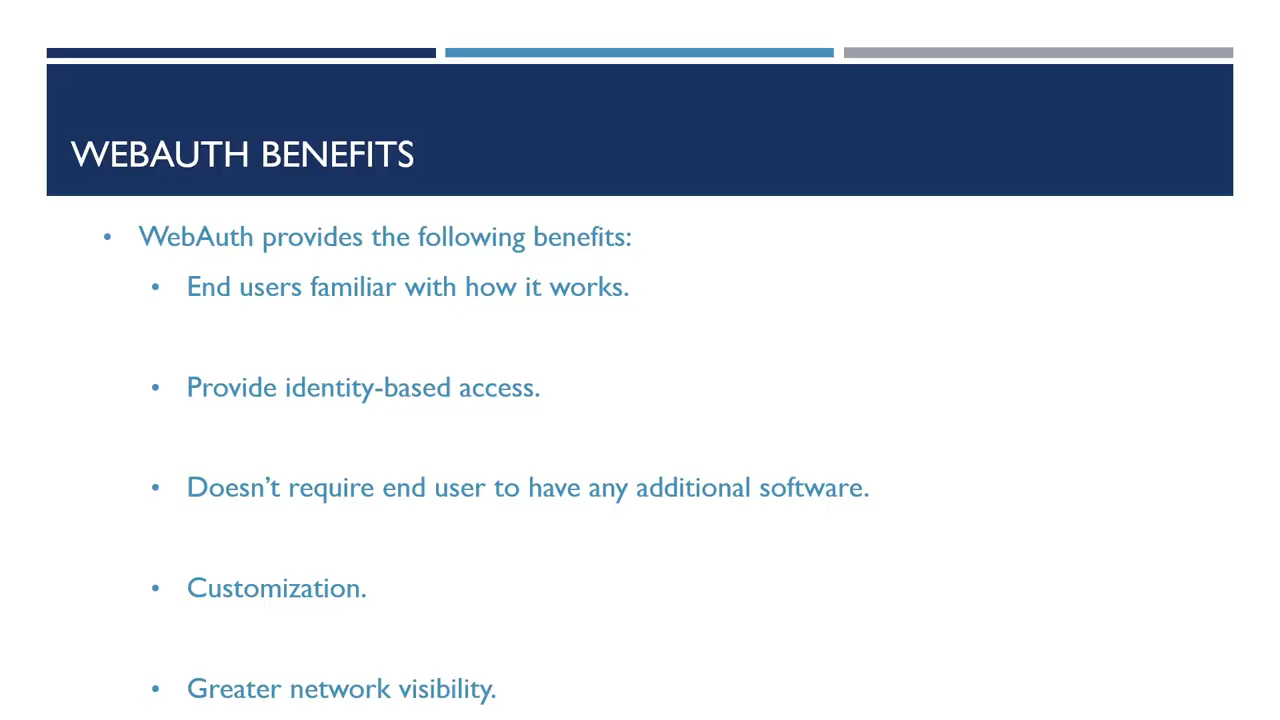 WEBAUTH BENEFITS
• WebAuth provides the following benefits:
• End users familiar with how it works.
• Provide identity-based access.
• Doesn’t require end user to have any additional software.
• Customization.
• Greater network visibility.